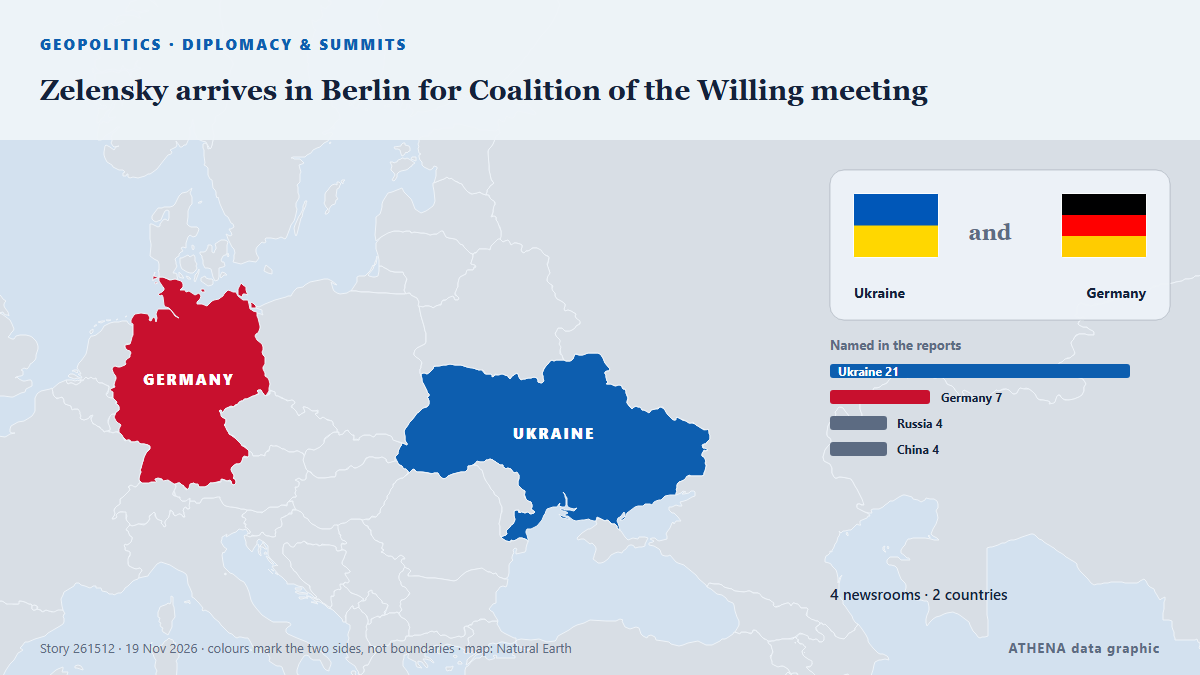 GEOPOLITICS · DIPLOMACY & SUMMITS
Zelensky arrives in Berlin for Coalition of the Willing meeting
and
Ukraine
Germany
Named in the reports
Ukraine 21
Germany 7
Russia 4
China 4
GERMANY
UKRAINE
4 newsrooms · 2 countries
Story 261512 · 19 Nov 2026 · colours mark the two sides, not boundaries · map: Natural Earth
ATHENA data graphic